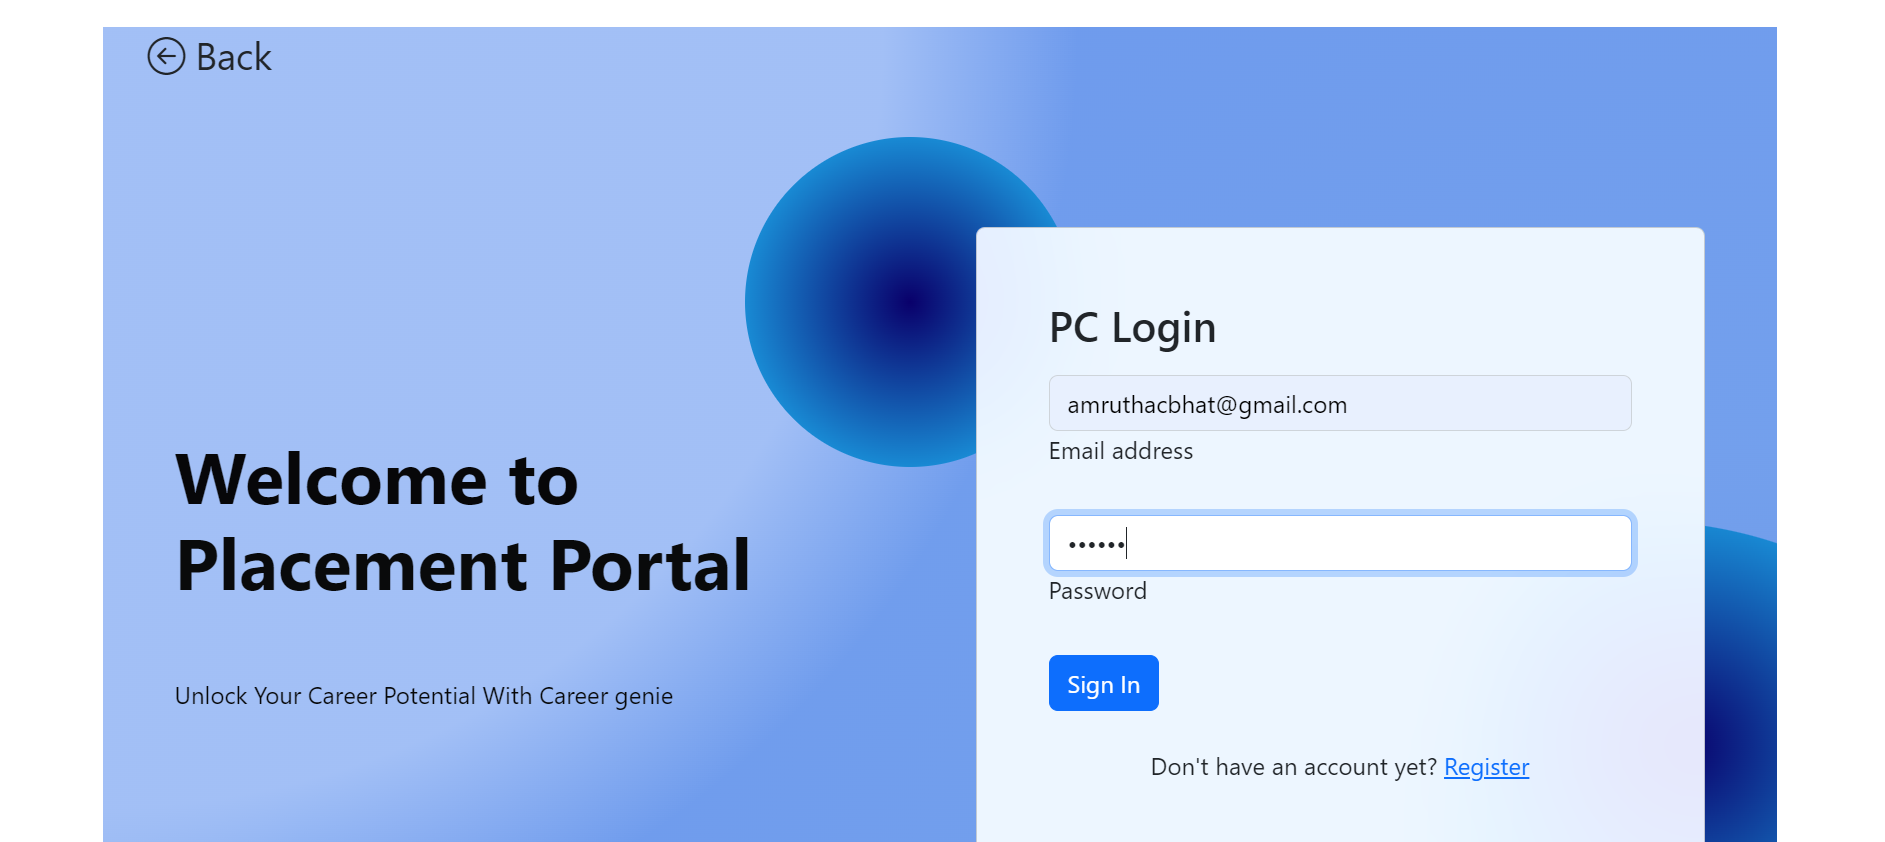 Back
Welcome to
Placement Portal
Unlock Your Career Potential With Career genie
PC Login
amruthacbhat@gmail.com
Email address
••••••
Password
Sign In
Don't have an account yet? Register